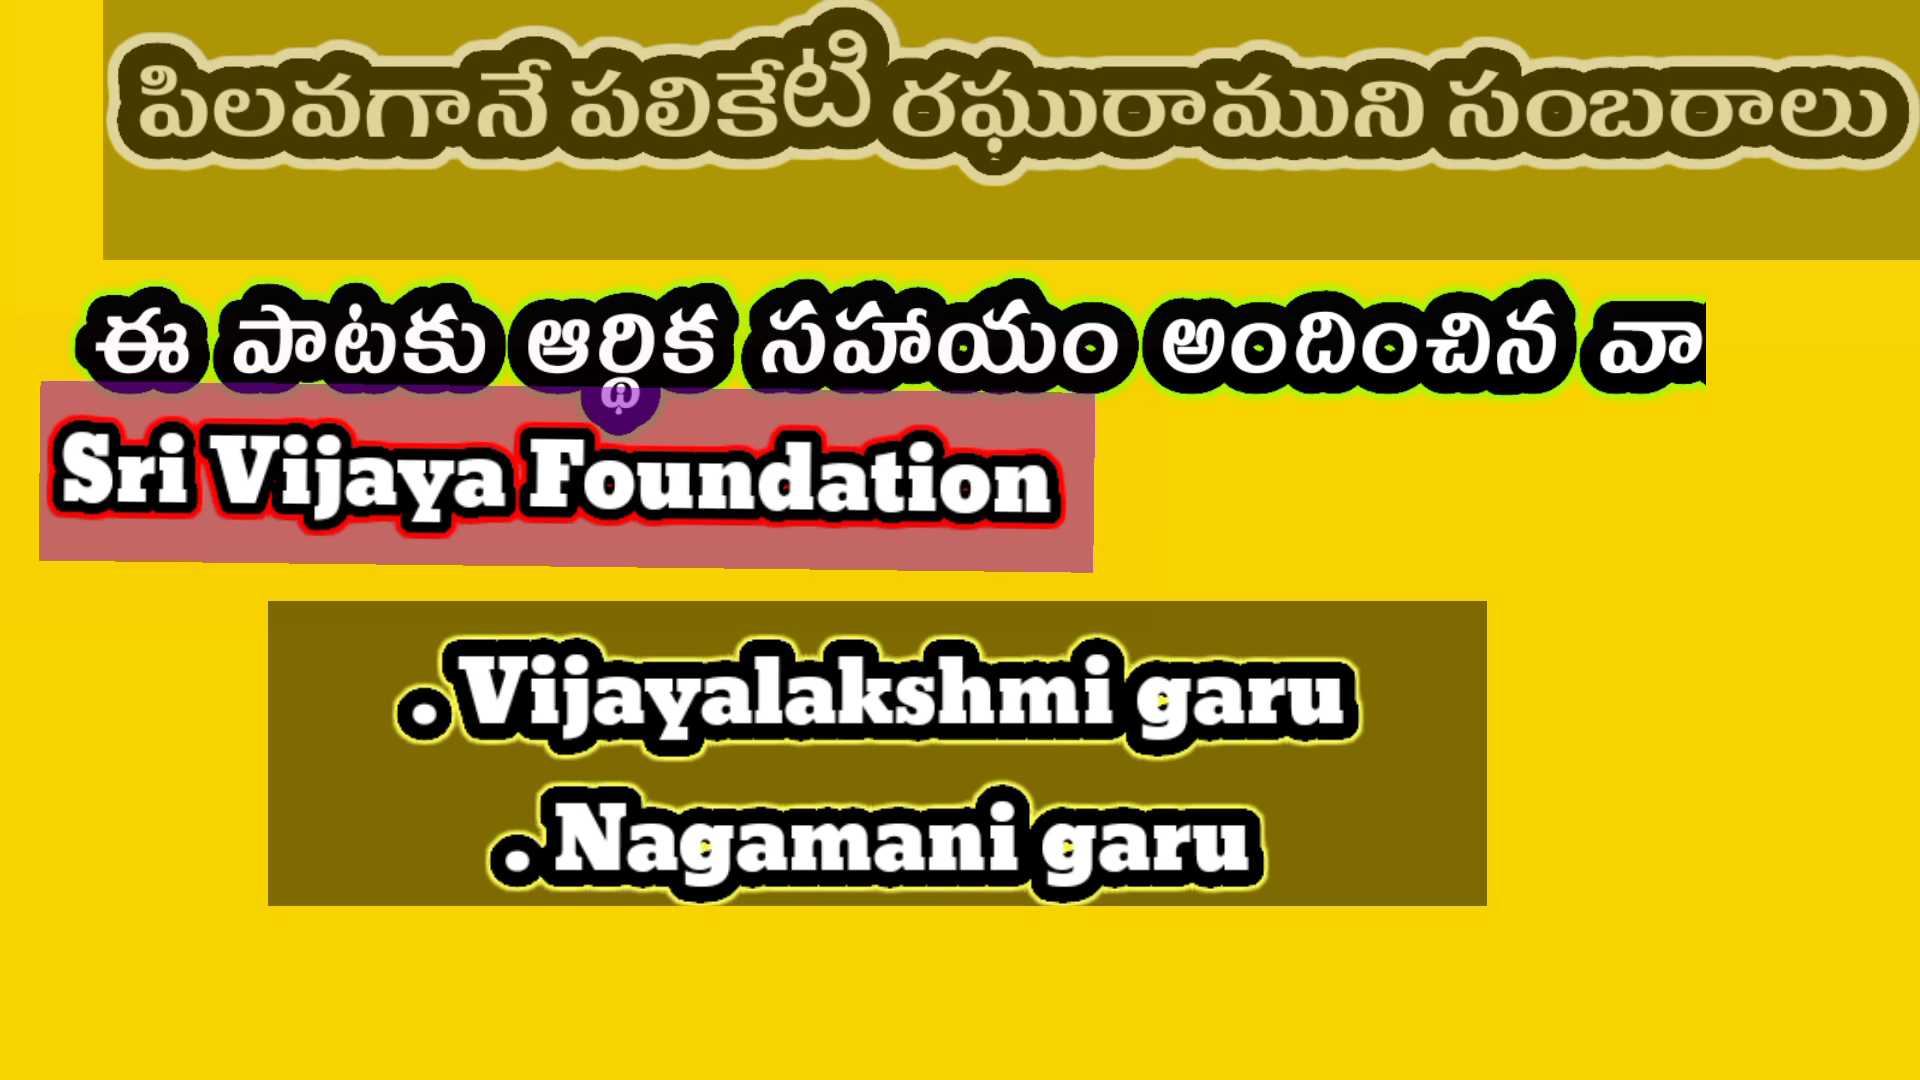 పిలవగానే పలికేటి రఘురాముని సంబరాలు
ఈ పాటకు ఆర్థిక సహాయం అందించిన వా
Sri Vijaya Foundation
. Vijayalakshmi garu
. Nagamani garu